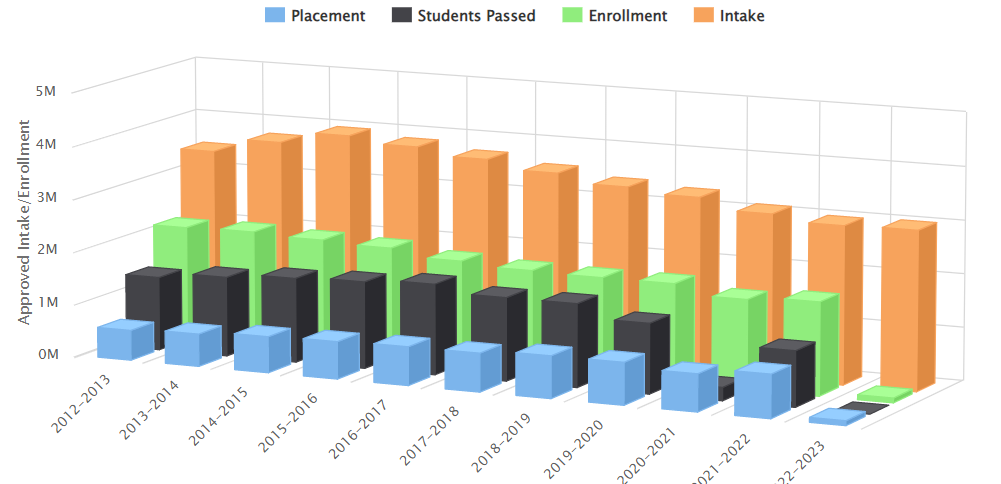 Placement Students Passed Enrollment Intake
Approved Intake/Enrollment
5M
4M
3M
2M
1M
0M
2012-2013
2013-2014
2014-2015
2015-2016
2016-2017
2017-2018
2018-2019
2019-2020
2020-2021
2021-2022
22-2023